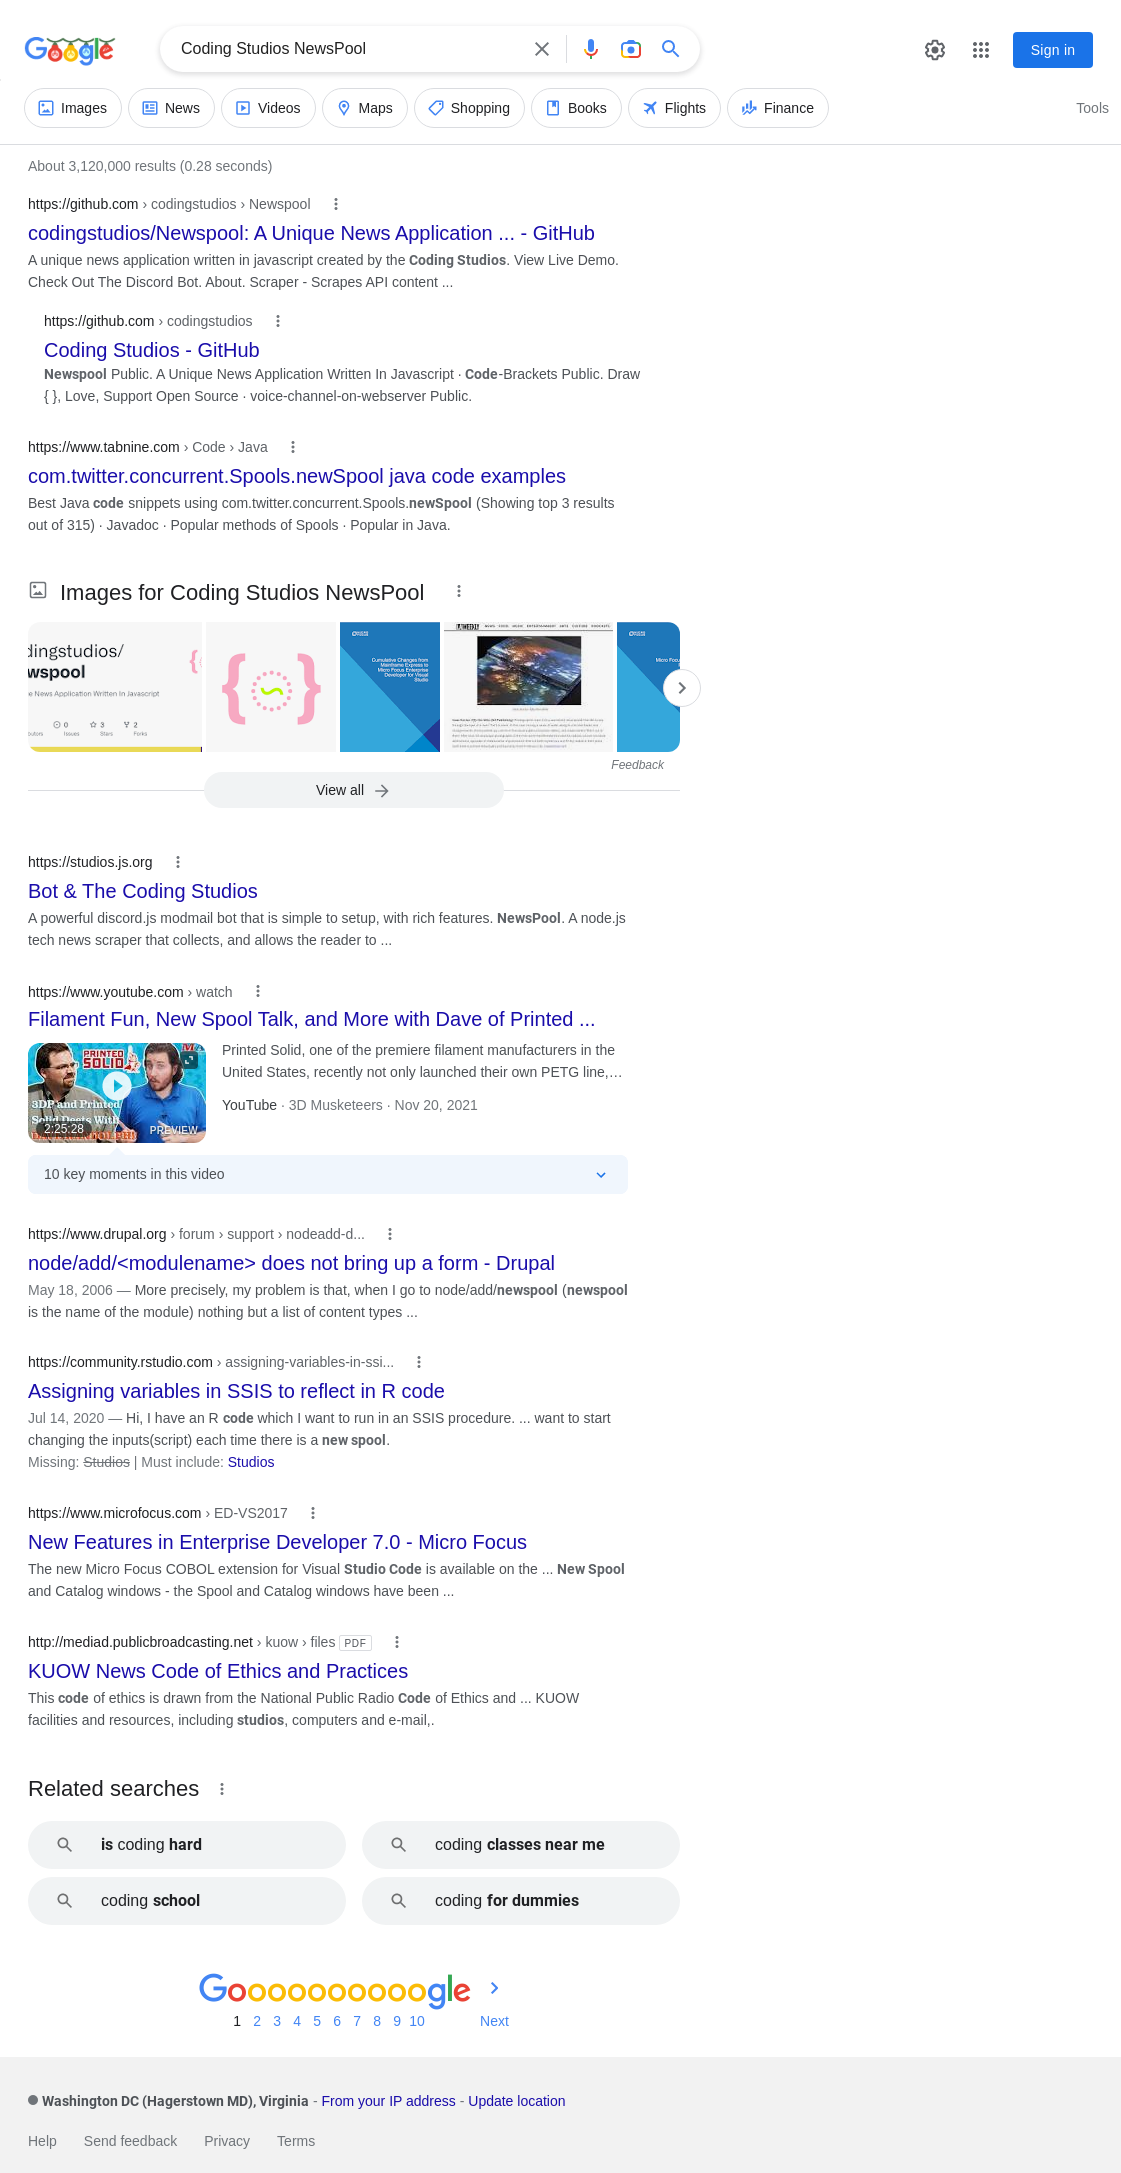 Google
Coding Studios NewsPool
Sign in
Images
News
Videos
Maps
Shopping
Books
Flights
Finance
Tools
About 3,120,000 results (0.28 seconds)
https://github.com › codingstudios › Newspool
codingstudios/Newspool: A Unique News Application ... - GitHub
A unique news application written in javascript created by the Coding Studios. View Live Demo.
Check Out The Discord Bot. About. Scraper - Scrapes API content ...
https://github.com › codingstudios
Coding Studios - GitHub
Newspool Public. A Unique News Application Written In Javascript · Code-Brackets Public. Draw
{ }, Love, Support Open Source · voice-channel-on-webserver Public.
https://www.tabnine.com › Code › Java
com.twitter.concurrent.Spools.newSpool java code examples
Best Java code snippets using com.twitter.concurrent.Spools.newSpool (Showing top 3 results
out of 315) · Javadoc · Popular methods of Spools · Popular in Java.
Images for Coding Studios NewsPool
dingstudios/
wspool
e News Application Written In Javascript
0
3
2
Issues
Stars
Forks
Cumulative Changes from
Mainframe Express to
Micro Focus Enterprise
Developer for Visual
Studio
Feedback
View all
https://studios.js.org
Bot & The Coding Studios
A powerful discord.js modmail bot that is simple to setup, with rich features. NewsPool. A node.js
tech news scraper that collects, and allows the reader to ...
https://www.youtube.com › watch
Filament Fun, New Spool Talk, and More with Dave of Printed ...
PRINTED
SOLID
3DP and Printed
Solid Deets With
2:25:28
PREVIEW
Printed Solid, one of the premiere filament manufacturers in the
United States, recently not only launched their own PETG line,…
YouTube · 3D Musketeers · Nov 20, 2021
10 key moments in this video
https://www.drupal.org › forum › support › nodeadd-d...
node/add/<modulename> does not bring up a form - Drupal
May 18, 2006 — More precisely, my problem is that, when I go to node/add/newspool (newspool
is the name of the module) nothing but a list of content types ...
https://community.rstudio.com › assigning-variables-in-ssi...
Assigning variables in SSIS to reflect in R code
Jul 14, 2020 — Hi, I have an R code which I want to run in an SSIS procedure. ... want to start
changing the inputs(script) each time there is a new spool.
Missing: Studios | Must include: Studios
https://www.microfocus.com › ED-VS2017
New Features in Enterprise Developer 7.0 - Micro Focus
The new Micro Focus COBOL extension for Visual Studio Code is available on the ... New Spool
and Catalog windows - the Spool and Catalog windows have been ...
http://mediad.publicbroadcasting.net › kuow › files PDF
KUOW News Code of Ethics and Practices
This code of ethics is drawn from the National Public Radio Code of Ethics and ... KUOW
facilities and resources, including studios, computers and e-mail,.
Related searches
is coding hard
coding classes near me
coding school
coding for dummies
Goooooooooogle
1 2 3 4 5 6 7 8 9 10 Next
Washington DC (Hagerstown MD), Virginia - From your IP address - Update location
Help Send feedback Privacy Terms